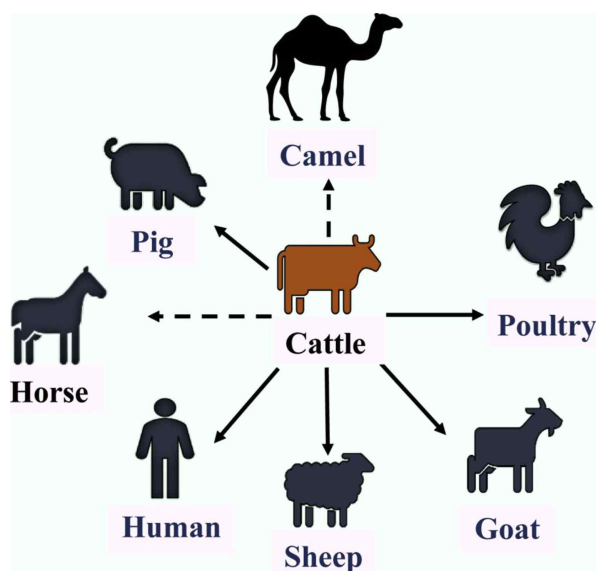 Camel
Pig
Poultry
Cattle
Horse
Human
Goat
Sheep